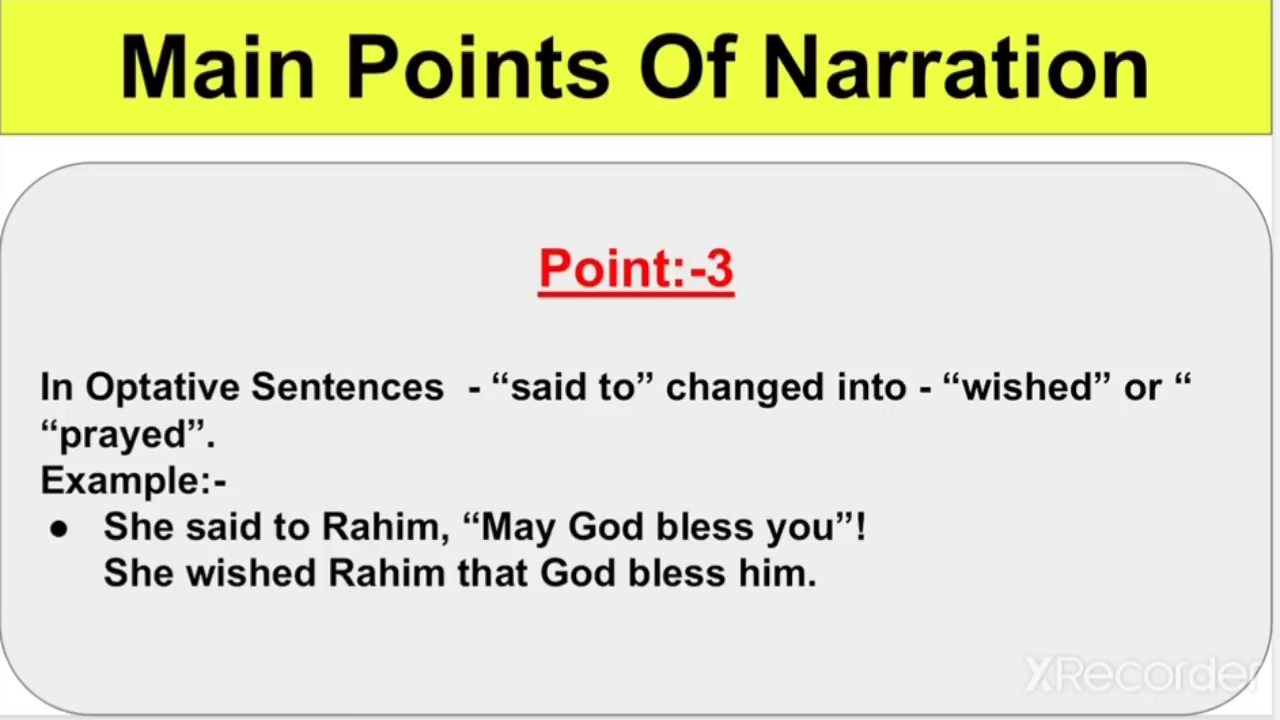 Main Points Of Narration
Point:-3
In Optative Sentences - “said to” changed into - “wished” or “
“prayed”.
Example:-
● She said to Rahim, “May God bless you”!
She wished Rahim that God bless him.
XRecorder